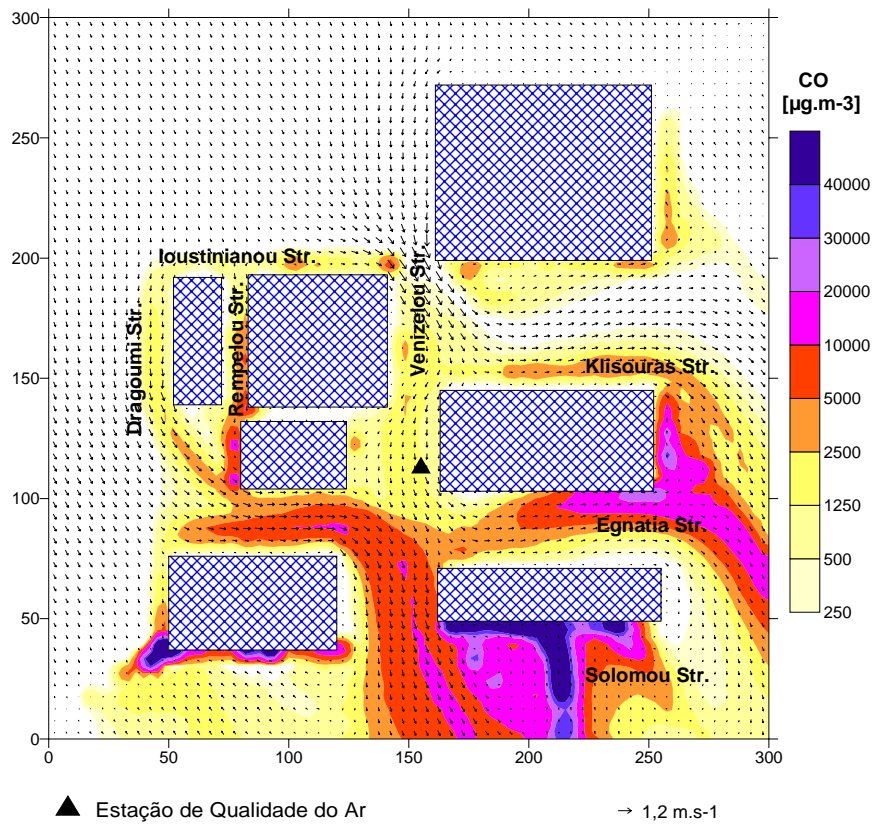 300
250
200
150
100
50
0
0
50
100
150
200
250
300
Ioustinianou Str.
Dragoumi Str.
Rempelou Str.
Venizelou Str.
Klisouras Str.
Egnatia Str.
Solomou Str.
CO
[µg.m-3]
40000
30000
20000
10000
5000
2500
1250
500
250
Estação de Qualidade do Ar
1,2 m.s-1